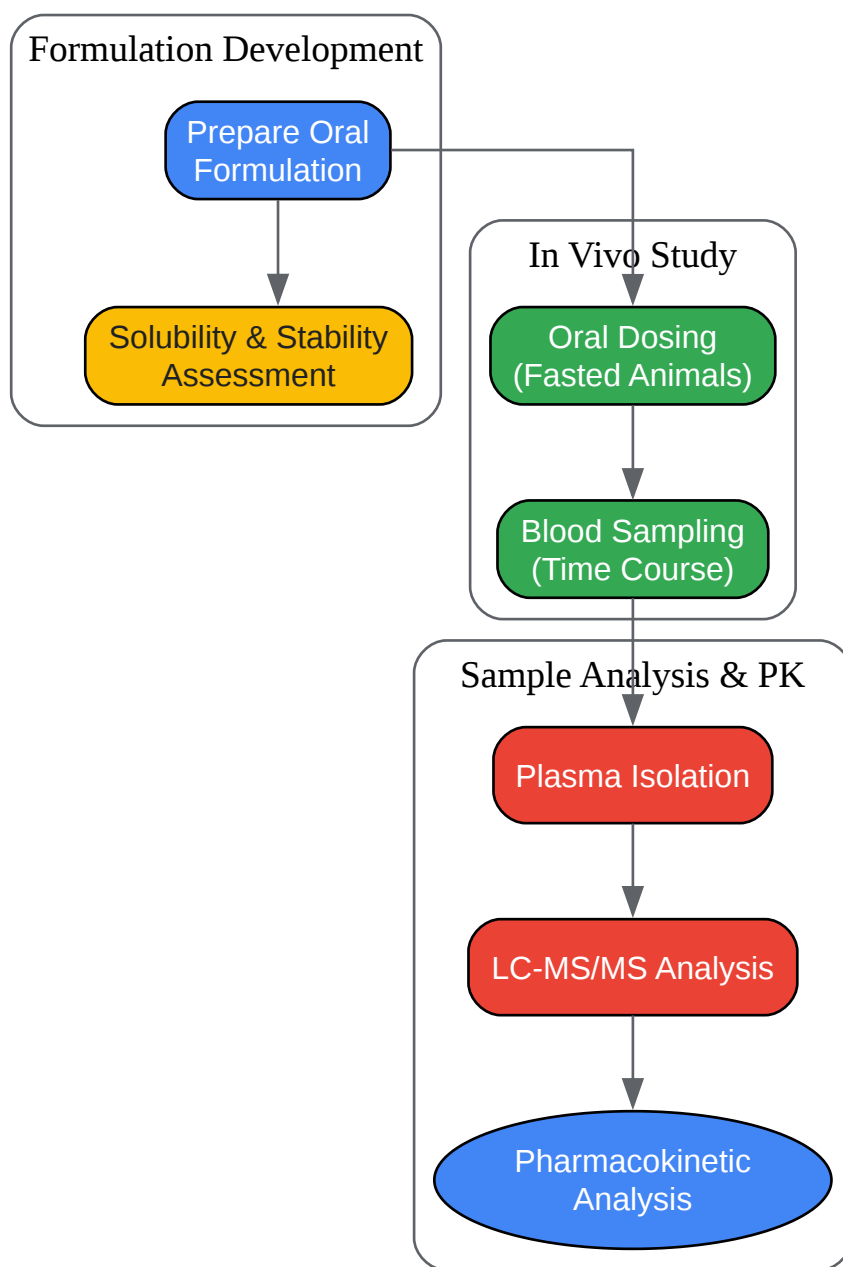 Formulation Development
Prepare Oral
Formulation
Solubility & Stability
Assessment
In Vivo Study
Oral Dosing
(Fasted Animals)
Blood Sampling
(Time Course)
Sample Analysis & PK
Plasma Isolation
LC-MS/MS Analysis
Pharmacokinetic
Analysis